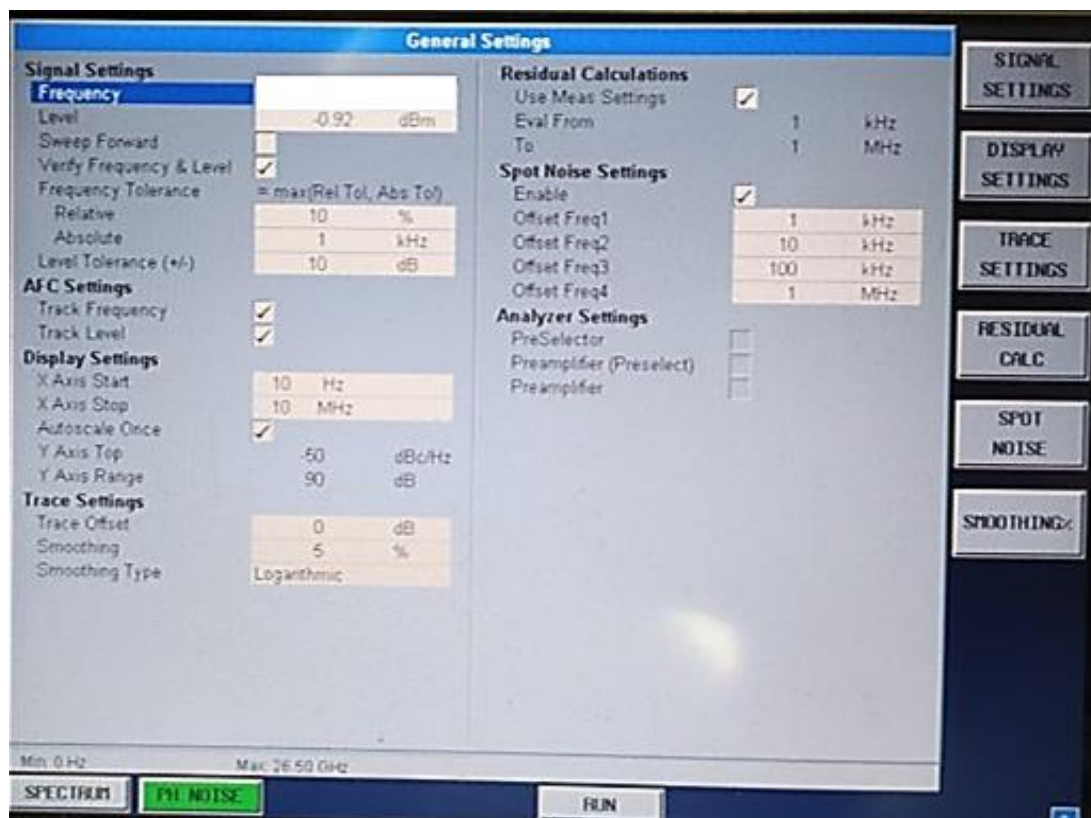 General Settings
Signal Settings
Frequency
Level -0.92 dBm
Sweep Forward
Verify Frequency & Level
Frequency Tolerance = max(Rel Tol, Abs Tol)
Relative 10 %
Absolute 1 kHz
Level Tolerance (+/-) 10 dB
AFC Settings
Track Frequency
Track Level
Display Settings
X Axis Start 10 Hz
X Axis Stop 10 MHz
Autoscale Once
Y Axis Top -50 dBc/Hz
Y Axis Range 90 dB
Trace Settings
Trace Offset 0 dB
Smoothing 5 %
Smoothing Type Logarithmic
Residual Calculations
Use Meas Settings
Eval From 1 kHz
To 1 MHz
Spot Noise Settings
Enable
Offset Freq1 1 kHz
Offset Freq2 10 kHz
Offset Freq3 100 kHz
Offset Freq4 1 MHz
Analyzer Settings
PreSelector
Preamplifier (Preselect)
Preamplifier
SIGNAL
SETTINGS
DISPLAY
SETTINGS
TRACE
SETTINGS
RESIDUAL
CALC
SPOT
NOISE
SMOOTHING%
Min: 0 Hz Max: 26.50 GHz
SPECTRUM PH NOISE RUN